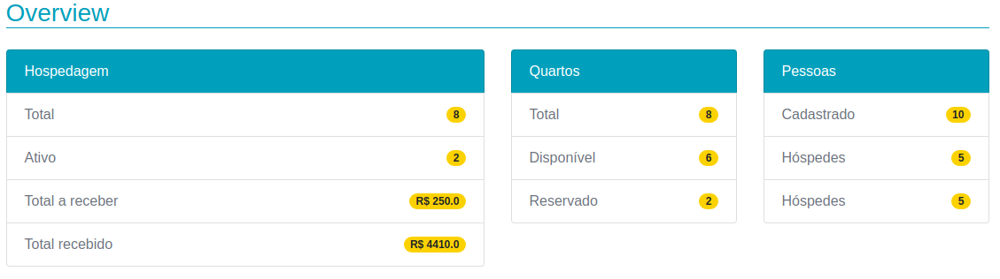 Overview
Hospedagem
Total 8
Ativo 2
Total a receber R$ 250.0
Total recebido R$ 4410.0
Quartos
Total 8
Disponível 6
Reservado 2
Pessoas
Cadastrado 10
Hóspedes 5
Hóspedes 5